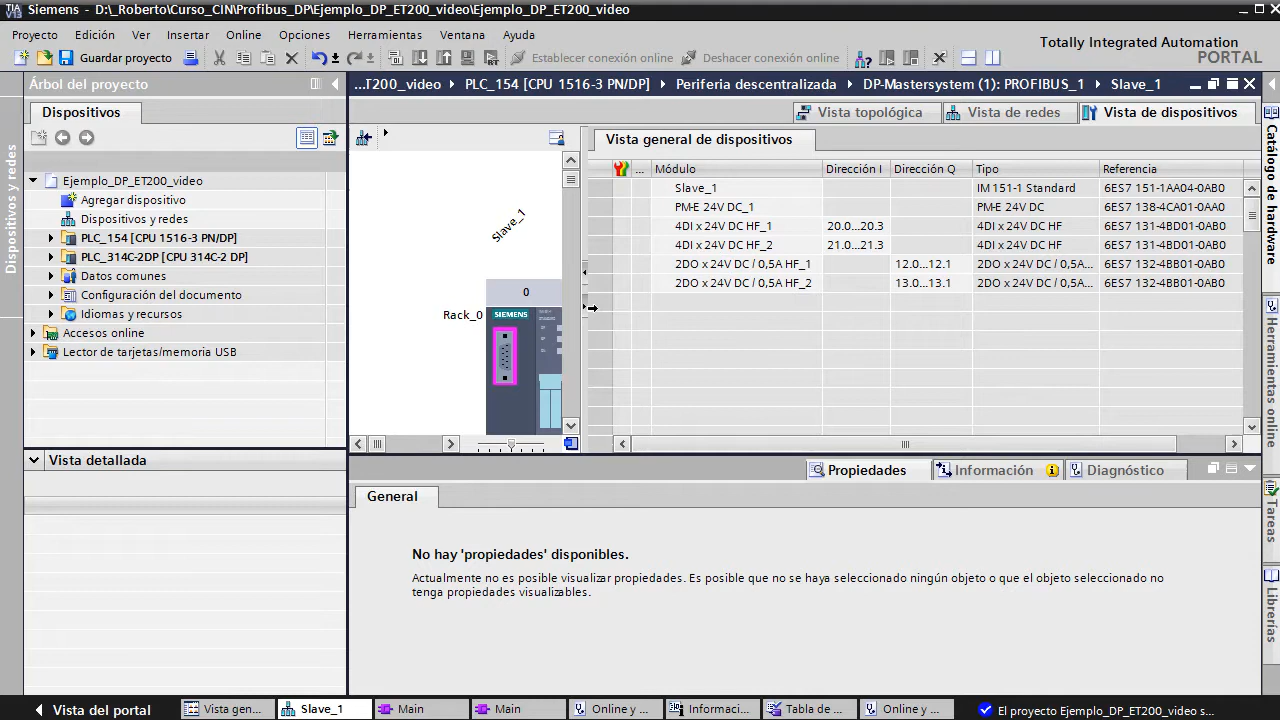 TIA V13 Siemens - D:\_Roberto\Curso_CIN\Profibus_DP\Ejemplo_DP_ET200_video\Ejemplo_DP_ET200_video
Proyecto Edición Ver Insertar Online Opciones Herramientas Ventana Ayuda
Totally Integrated Automation
PORTAL
Guardar proyecto Establecer conexión online Deshacer conexión online
Árbol del proyecto
...T200_video PLC_154 [CPU 1516-3 PN/DP] Periferia descentralizada DP-Mastersystem (1): PROFIBUS_1 Slave_1
Dispositivos
Vista topológica Vista de redes Vista de dispositivos
Dispositivos y redes
Ejemplo_DP_ET200_video
Agregar dispositivo
Dispositivos y redes
PLC_154 [CPU 1516-3 PN/DP]
PLC_314C-2DP [CPU 314C-2 DP]
Datos comunes
Configuración del documento
Idiomas y recursos
Accesos online
Lector de tarjetas/memoria USB
Vista detallada
Slave_1
0
Rack_0
SIEMENS
Vista general de dispositivos
... Módulo Dirección I Dirección Q Tipo Referencia
Slave_1 IM 151-1 Standard 6ES7 151-1AA04-0AB0
PM-E 24V DC_1 PM-E 24V DC 6ES7 138-4CA01-0AA0
4DI x 24V DC HF_1 20.0...20.3 4DI x 24V DC HF 6ES7 131-4BD01-0AB0
4DI x 24V DC HF_2 21.0...21.3 4DI x 24V DC HF 6ES7 131-4BD01-0AB0
2DO x 24V DC / 0,5A HF_1 12.0...12.1 2DO x 24V DC / 0,5A... 6ES7 132-4BB01-0AB0
2DO x 24V DC / 0,5A HF_2 13.0...13.1 2DO x 24V DC / 0,5A... 6ES7 132-4BB01-0AB0
Propiedades Información Diagnóstico
General
No hay 'propiedades' disponibles.
Actualmente no es posible visualizar propiedades. Es posible que no se haya seleccionado ningún objeto o que el objeto seleccionado no
tenga propiedades visualizables.
Catálogo de hardware
Herramientas online
Tareas
Librerías
Vista del portal Vista gen... Slave_1 Main Main Online y ... Informaci... Tabla de ... Online y ... El proyecto Ejemplo_DP_ET200_video s...